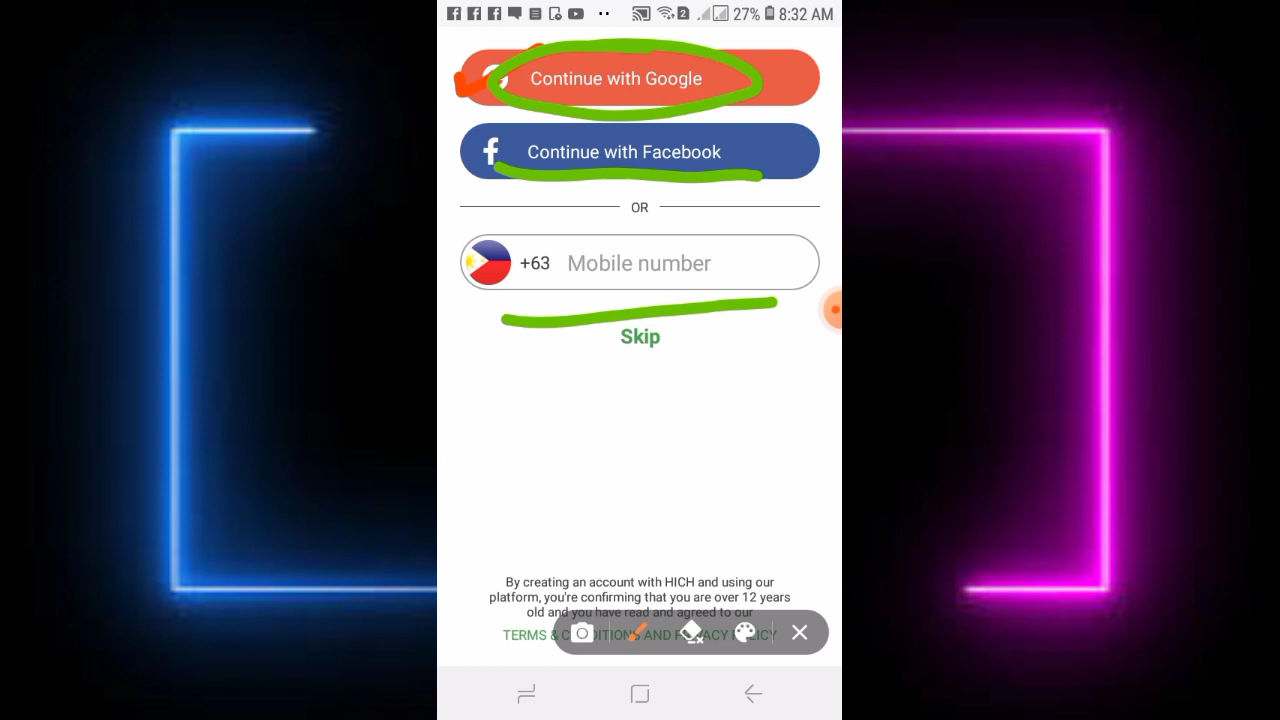 27% 8:32 AM
Continue with Google
Continue with Facebook
OR
+63 Mobile number
Skip
By creating an account with HICH and using our
platform, you're confirming that you are over 12 years
old and you have read and agreed to our
TERMS & CONDITIONS AND PRIVACY POLICY